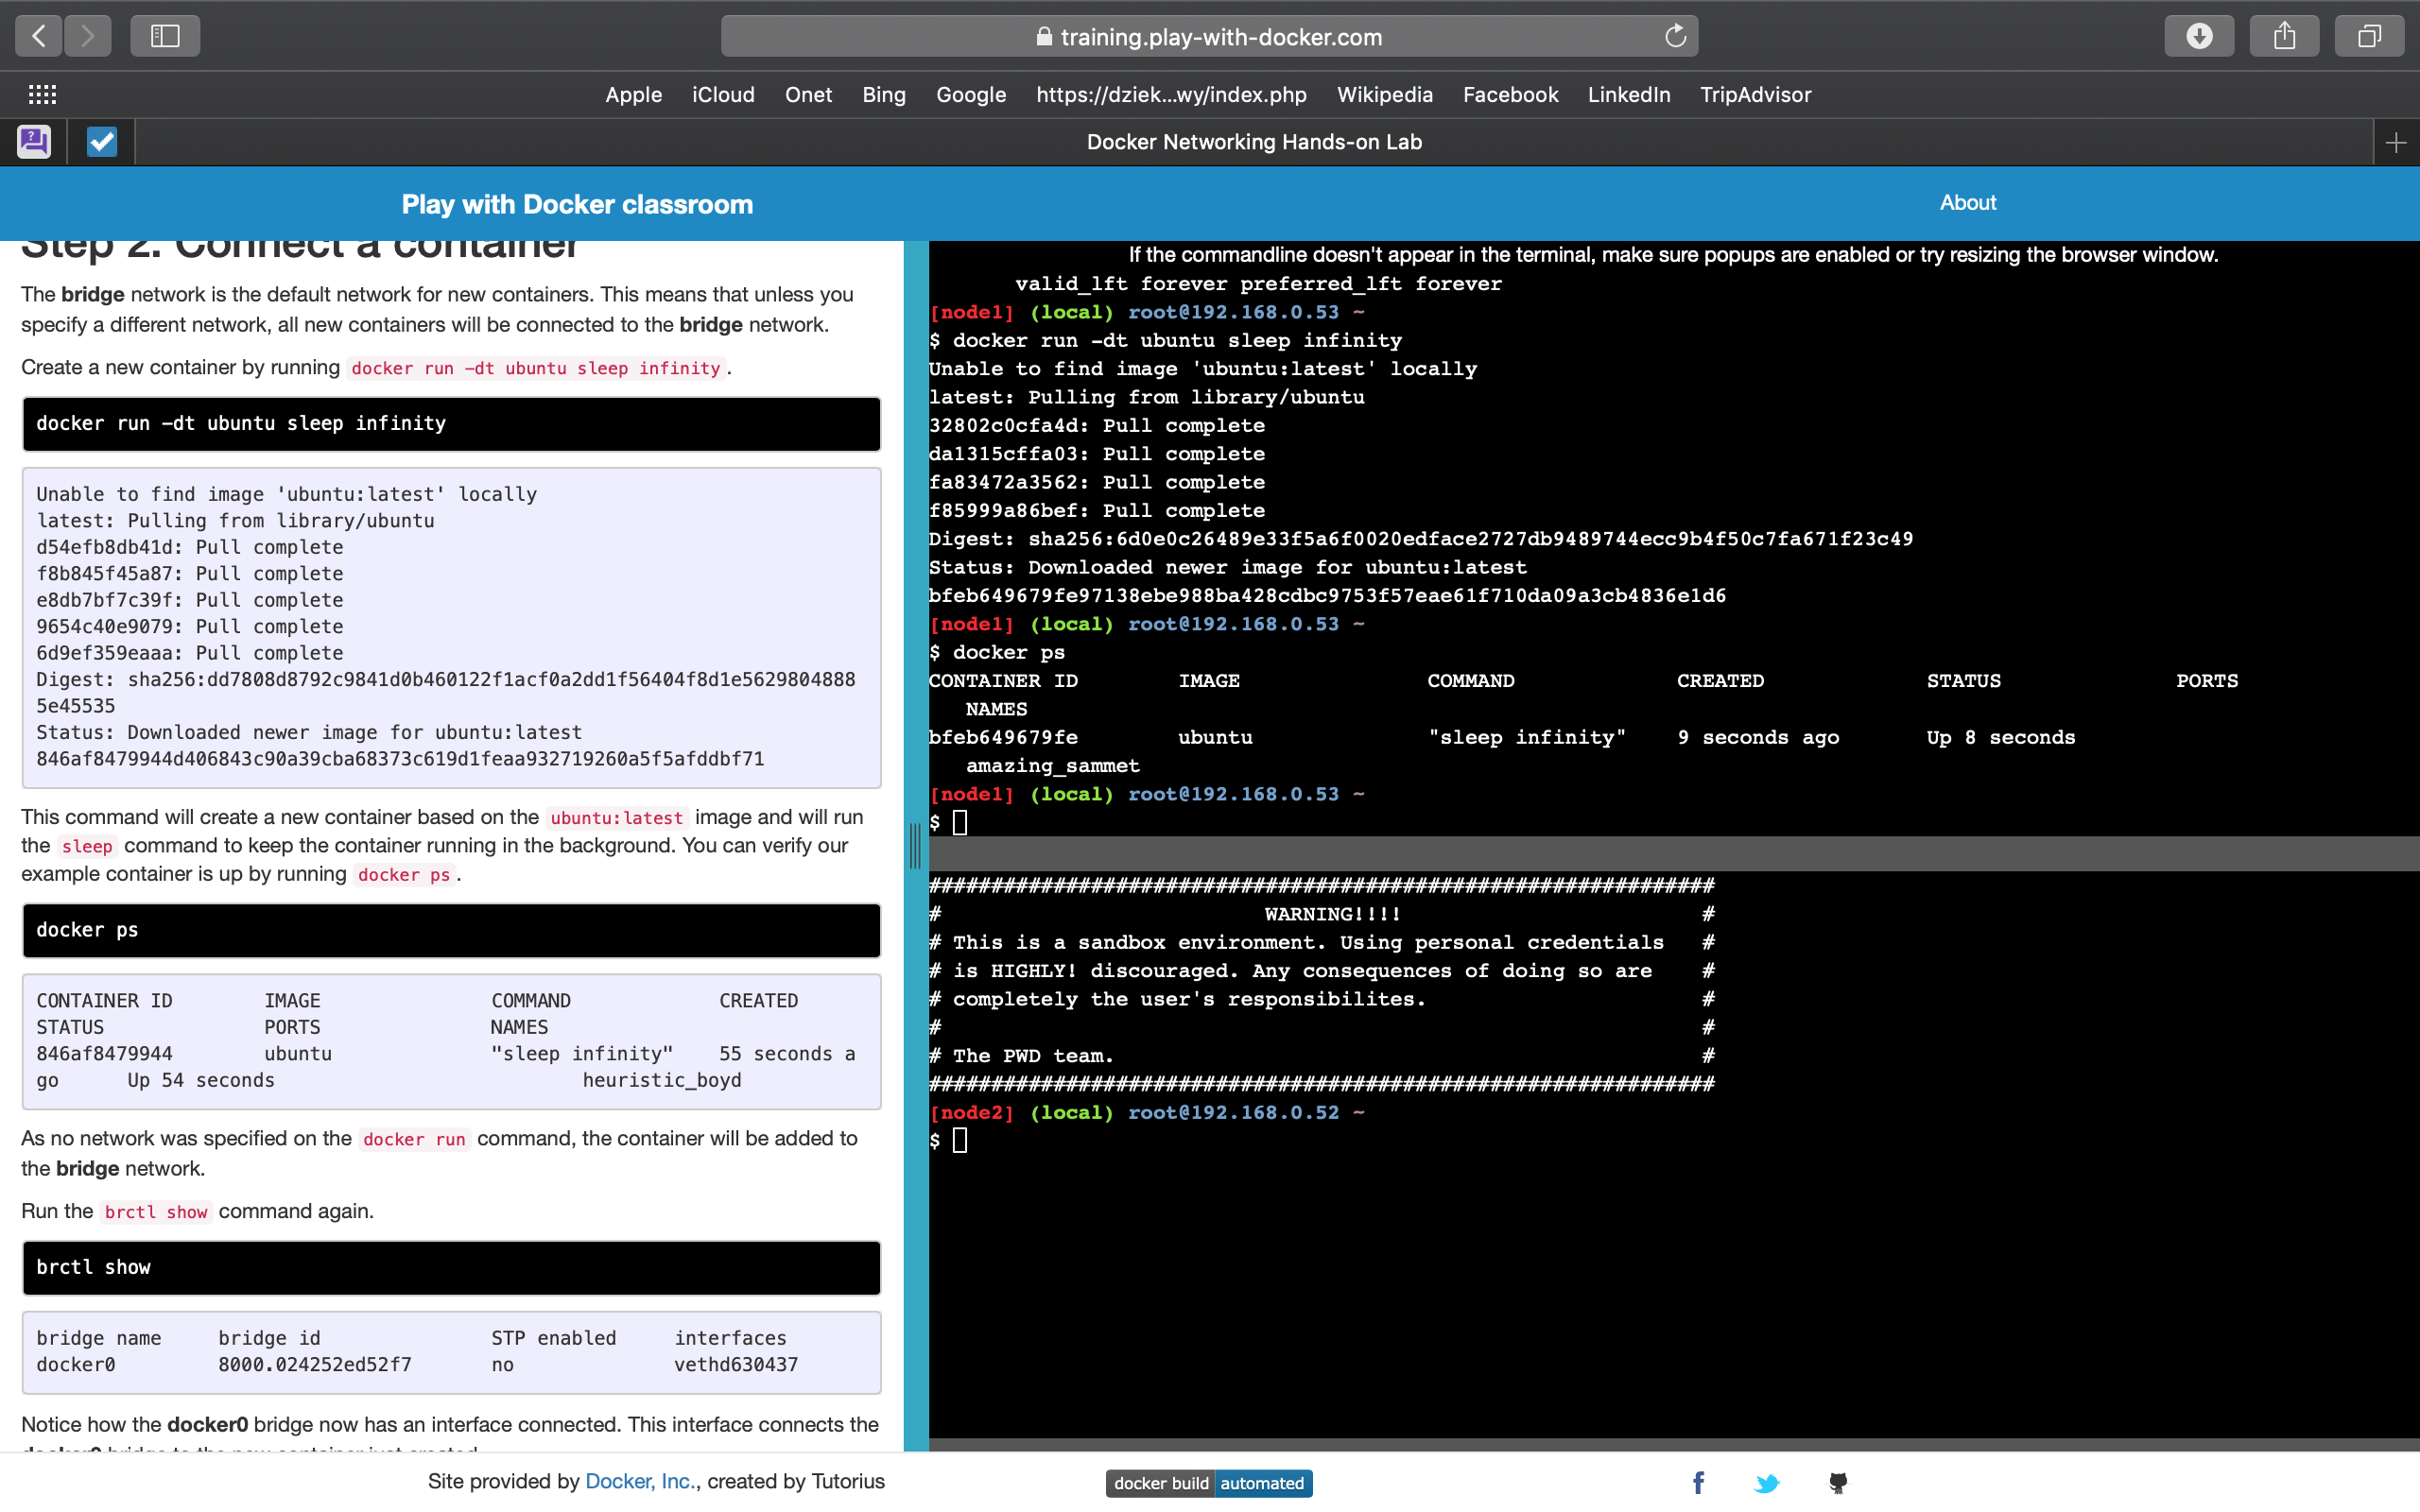 training.play-with-docker.com
Apple iCloud Onet Bing Google https://dziek...wy/index.php Wikipedia Facebook LinkedIn TripAdvisor
Docker Networking Hands-on Lab
Play with Docker classroom
About
Step 2: Connect a container
The bridge network is the default network for new containers. This means that unless you
specify a different network, all new containers will be connected to the bridge network.
Create a new container by running docker run -dt ubuntu sleep infinity.
docker run -dt ubuntu sleep infinity
Unable to find image 'ubuntu:latest' locally
latest: Pulling from library/ubuntu
d54efb8db41d: Pull complete
f8b845f45a87: Pull complete
e8db7bf7c39f: Pull complete
9654c40e9079: Pull complete
6d9ef359eaaa: Pull complete
Digest: sha256:dd7808d8792c9841d0b460122f1acf0a2dd1f56404f8d1e5629804888
5e45535
Status: Downloaded newer image for ubuntu:latest
846af8479944d406843c90a39cba68373c619d1feaa932719260a5f5afddbf71
This command will create a new container based on the ubuntu:latest image and will run
the sleep command to keep the container running in the background. You can verify our
example container is up by running docker ps.
docker ps
CONTAINER ID IMAGE COMMAND CREATED
STATUS PORTS NAMES
846af8479944 ubuntu "sleep infinity" 55 seconds a
go Up 54 seconds heuristic_boyd
As no network was specified on the docker run command, the container will be added to
the bridge network.
Run the brctl show command again.
brctl show
bridge name bridge id STP enabled interfaces
docker0 8000.024252ed52f7 no vethd630437
Notice how the docker0 bridge now has an interface connected. This interface connects the
docker0 bridge to the new container just created.
If the commandline doesn't appear in the terminal, make sure popups are enabled or try resizing the browser window.
valid_lft forever preferred_lft forever
[node1] (local) root@192.168.0.53 ~
$ docker run -dt ubuntu sleep infinity
Unable to find image 'ubuntu:latest' locally
latest: Pulling from library/ubuntu
32802c0cfa4d: Pull complete
da1315cffa03: Pull complete
fa83472a3562: Pull complete
f85999a86bef: Pull complete
Digest: sha256:6d0e0c26489e33f5a6f0020edface2727db9489744ecc9b4f50c7fa671f23c49
Status: Downloaded newer image for ubuntu:latest
bfeb649679fe97138ebe988ba428cdbc9753f57eae61f710da09a3cb4836e1d6
[node1] (local) root@192.168.0.53 ~
$ docker ps
CONTAINER ID IMAGE COMMAND CREATED STATUS PORTS
NAMES
bfeb649679fe ubuntu "sleep infinity" 9 seconds ago Up 8 seconds
amazing_sammet
[node1] (local) root@192.168.0.53 ~
$
###############################################################
# WARNING!!!! #
# This is a sandbox environment. Using personal credentials #
# is HIGHLY! discouraged. Any consequences of doing so are #
# completely the user's responsibilites. #
# #
# The PWD team. #
###############################################################
[node2] (local) root@192.168.0.52 ~
$
Site provided by Docker, Inc., created by Tutorius
docker build automated